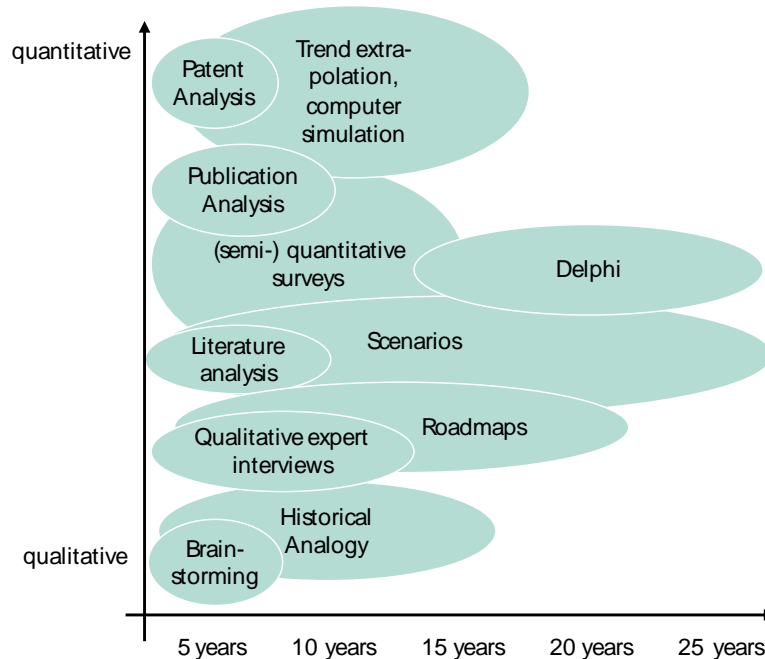 quantitative
Patent
Analysis
Trend extra-
polation,
computer
simulation
Publication
Analysis
(semi-) quantitative
surveys
Delphi
Scenarios
Literature
analysis
Roadmaps
Qualitative expert
interviews
Historical
Analogy
qualitative
Brain-
storming
5 years 10 years 15 years 20 years 25 years